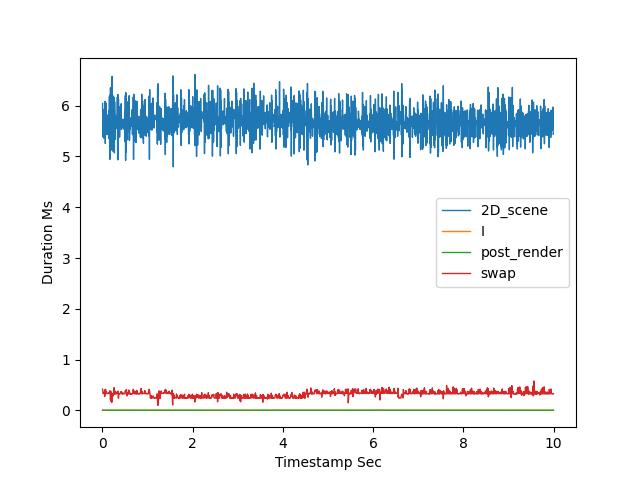 6
5
4
3
2
1
0
Duration Ms
2D_scene
I
post_render
swap
0 2 4 6 8 10
Timestamp Sec